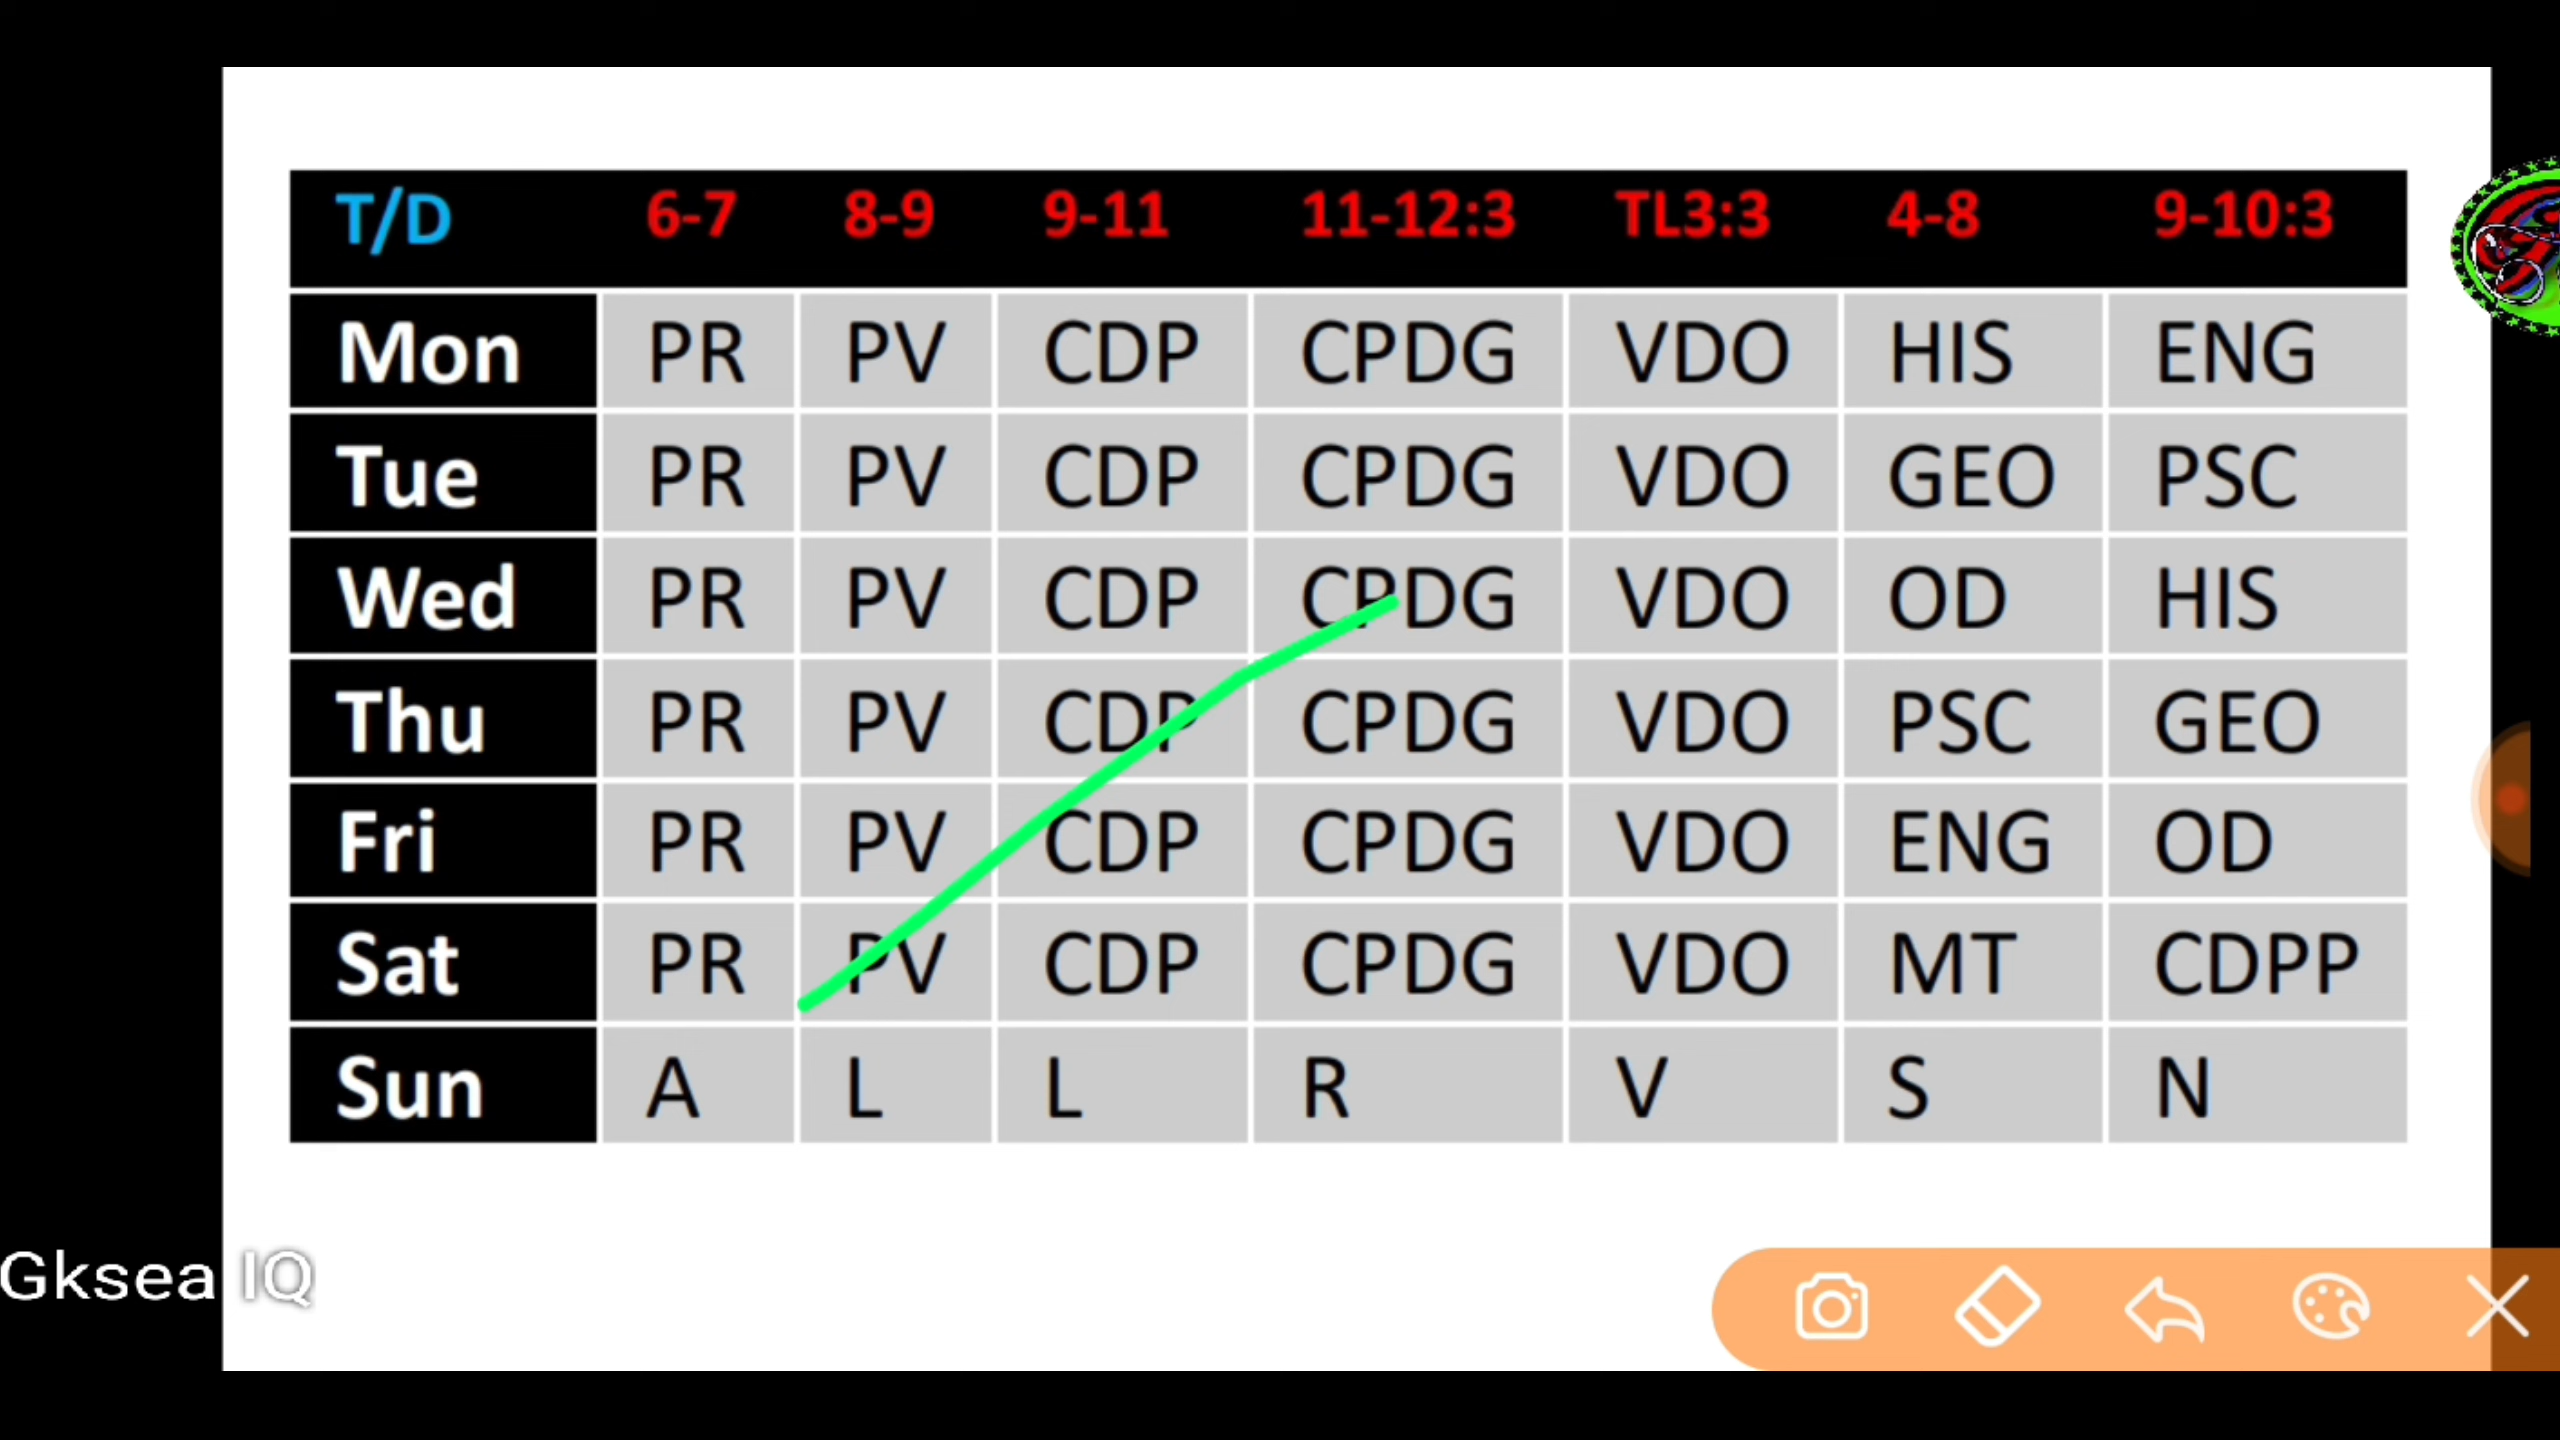 T/D 6-7 8-9 9-11 11-12:3 TL3:3 4-8 9-10:3
Mon PR PV CDP CPDG VDO HIS ENG
Tue PR PV CDP CPDG VDO GEO PSC
Wed PR PV CDP CPDG VDO OD HIS
Thu PR PV CDP CPDG VDO PSC GEO
Fri PR PV CDP CPDG VDO ENG OD
Sat PR PV CDP CPDG VDO MT CDPP
Sun A L L R V S N
Gksea IQ